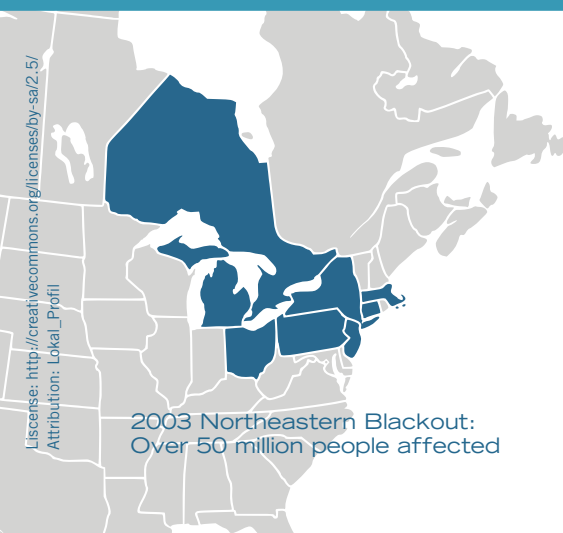 Liscense: http://creativecommons.org/licenses/by-sa/2.5/
Attribution: Lokal_Profil
2003 Northeastern Blackout:
Over 50 million people affected